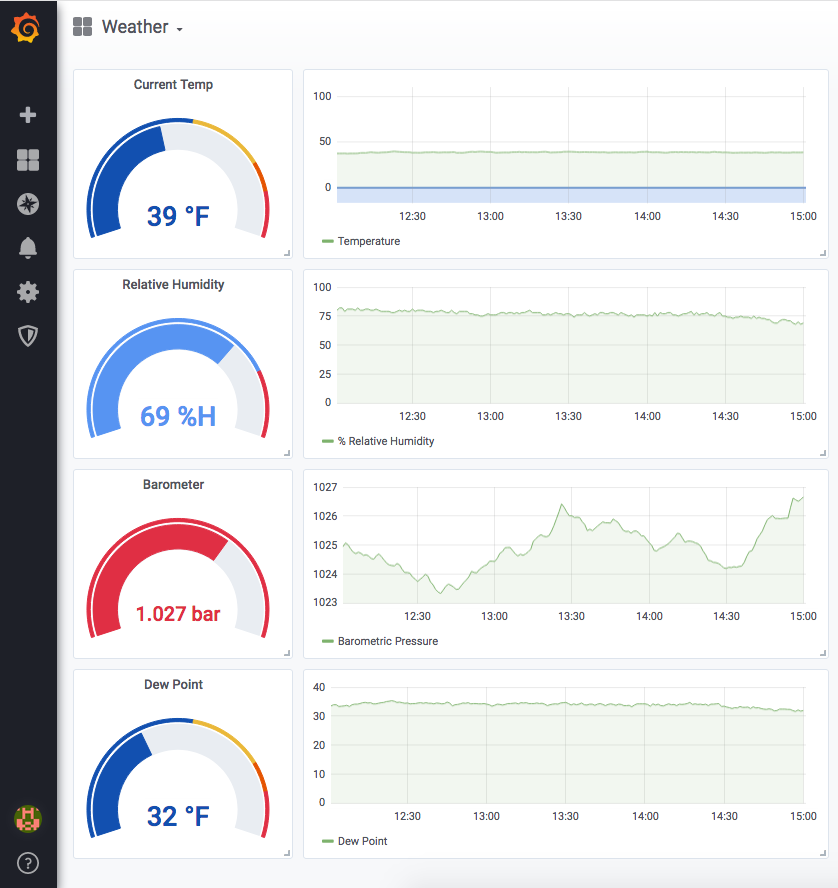 Weather
Current Temp
39 °F
100
50
0
12:30 13:00 13:30 14:00 14:30 15:00
Temperature
Relative Humidity
69 %H
100
75
50
25
0
12:30 13:00 13:30 14:00 14:30 15:00
% Relative Humidity
Barometer
1.027 bar
1027
1026
1025
1024
1023
12:30 13:00 13:30 14:00 14:30 15:00
Barometric Pressure
Dew Point
32 °F
40
30
20
10
0
12:30 13:00 13:30 14:00 14:30 15:00
Dew Point
?